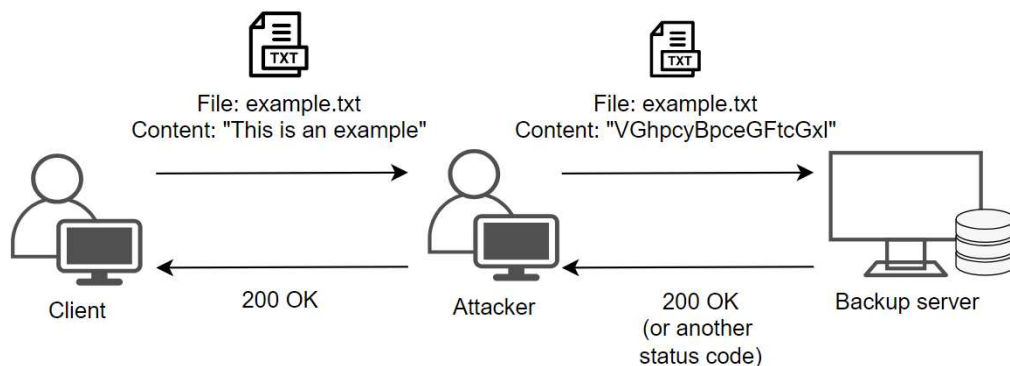 TXT
File: example.txt
Content: "This is an example"
TXT
File: example.txt
Content: "VGhpcyBpceGFtcGxl"
Client
200 OK
Attacker
200 OK
(or another
status code)
Backup server